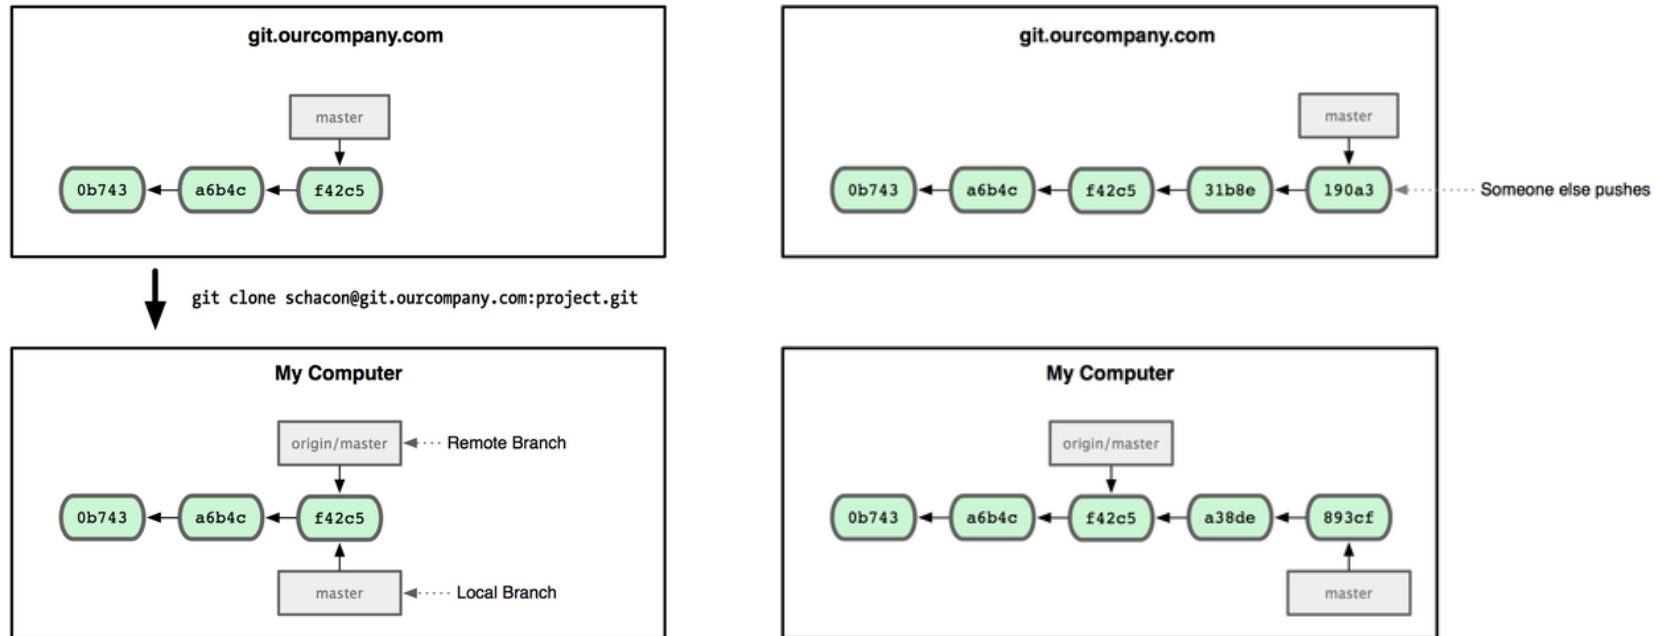 git.ourcompany.com
master
0b743 a6b4c f42c5
git clone schacon@git.ourcompany.com:project.git
My Computer
origin/master
Remote Branch
0b743 a6b4c f42c5
master
Local Branch
git.ourcompany.com
master
0b743 a6b4c f42c5 31b8e 190a3
Someone else pushes
My Computer
origin/master
0b743 a6b4c f42c5 a38de 893cf
master